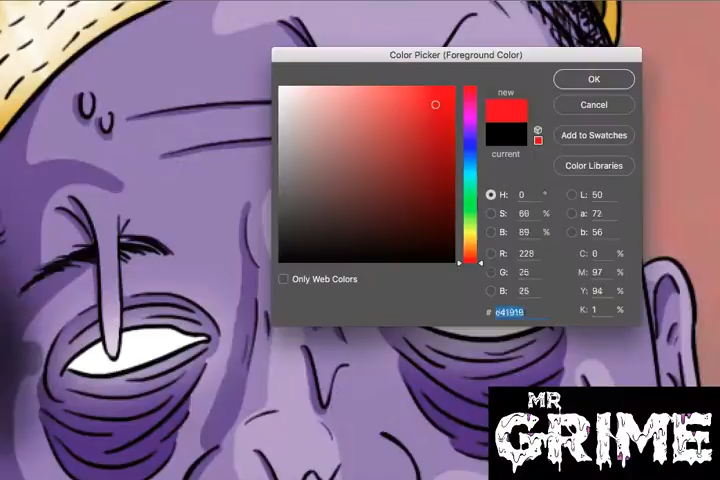 Color Picker (Foreground Color)
new
current
OK
Cancel
Add to Swatches
Color Libraries
H: 0 °
S: 60 %
B: 89 %
R: 228
G: 25
B: 25
L: 50
a: 72
b: 56
C: 0 %
M: 97 %
Y: 94 %
K: 1 %
# e41919
Only Web Colors
MR
GRIME